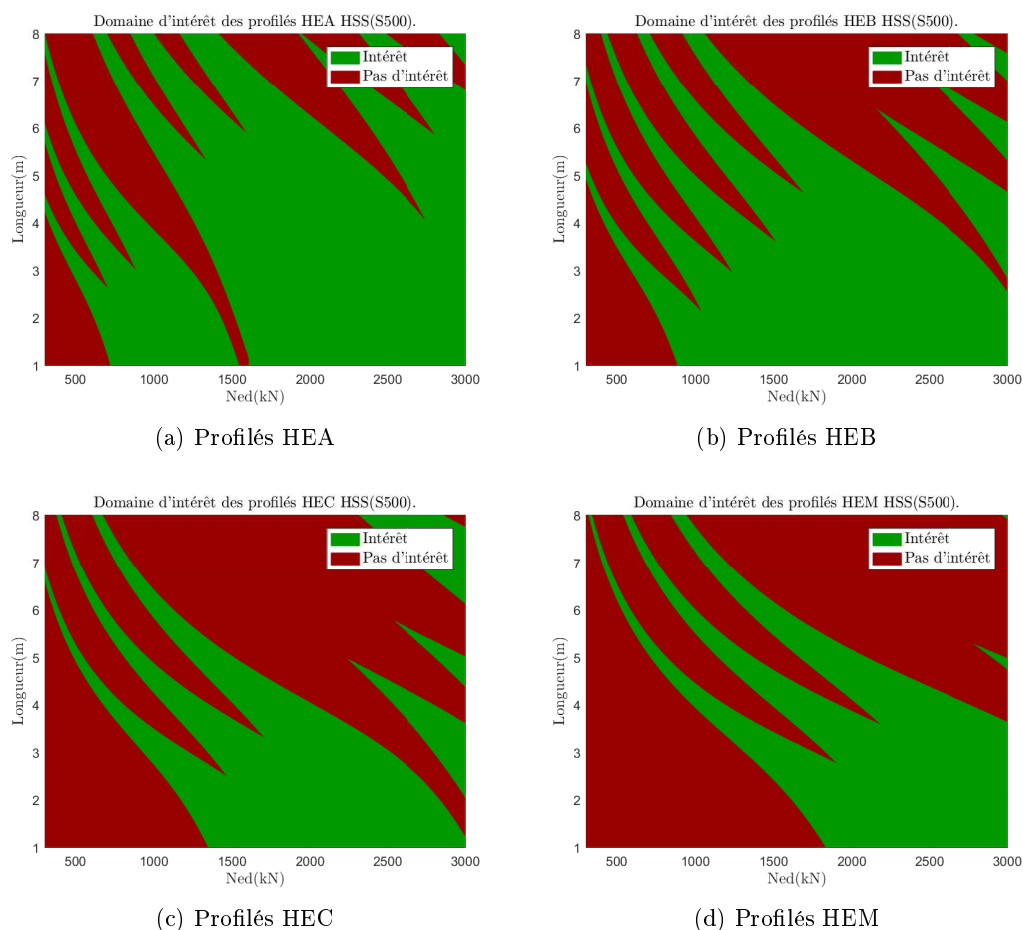 Domaine d'intérêt des profilés HEA HSS(S500).
Intérêt
Pas d'intérêt
Longueur(m)
8
7
6
5
4
3
2
1
500 1000 1500 2000 2500 3000
Ned(kN)
(a) Profilés HEA
Domaine d'intérêt des profilés HEB HSS(S500).
Intérêt
Pas d'intérêt
Longueur(m)
8
7
6
5
4
3
2
1
500 1000 1500 2000 2500 3000
Ned(kN)
(b) Profilés HEB
Domaine d'intérêt des profilés HEC HSS(S500).
Intérêt
Pas d'intérêt
Longueur(m)
8
7
6
5
4
3
2
1
500 1000 1500 2000 2500 3000
Ned(kN)
(c) Profilés HEC
Domaine d'intérêt des profilés HEM HSS(S500).
Intérêt
Pas d'intérêt
Longueur(m)
8
7
6
5
4
3
2
1
500 1000 1500 2000 2500 3000
Ned(kN)
(d) Profilés HEM